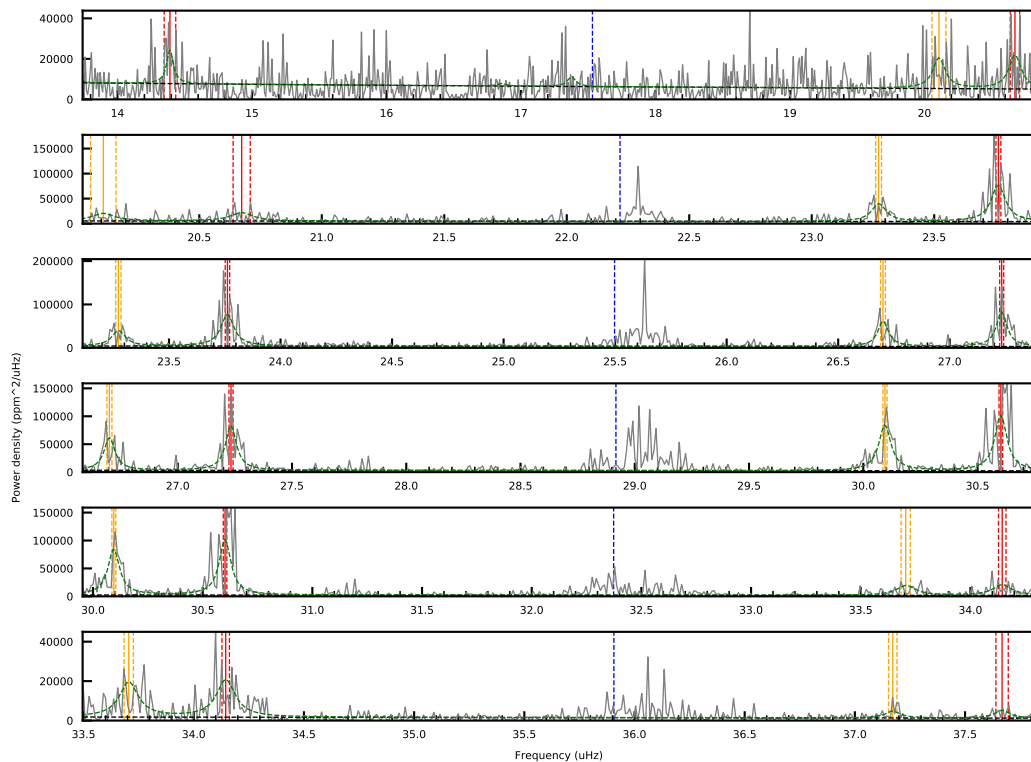 40000
20000
0
14 15 16 17 18 19 20
150000
100000
50000
0
20.5 21.0 21.5 22.0 22.5 23.0 23.5
200000
100000
0
23.5 24.0 24.5 25.0 25.5 26.0 26.5 27.0
Power density (ppm^2/uHz)
150000
100000
50000
0
27.0 27.5 28.0 28.5 29.0 29.5 30.0 30.5
150000
100000
50000
0
30.0 30.5 31.0 31.5 32.0 32.5 33.0 33.5 34.0
40000
20000
0
33.5 34.0 34.5 35.0 35.5 36.0 36.5 37.0 37.5
Frequency (uHz)